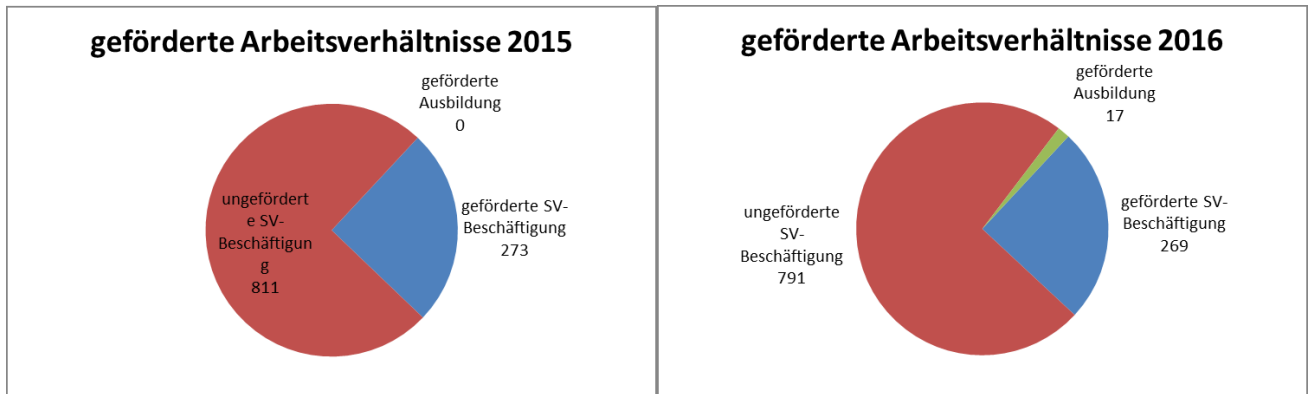 geförderte Arbeitsverhältnisse 2015
geförderte
Ausbildung
0
ungefördert
e SV-
Beschäftigun
g
811
geförderte SV-
Beschäftigung
273
geförderte Arbeitsverhältnisse 2016
geförderte
Ausbildung
17
ungeförderte
SV-
Beschäftigung
791
geförderte SV-
Beschäftigung
269